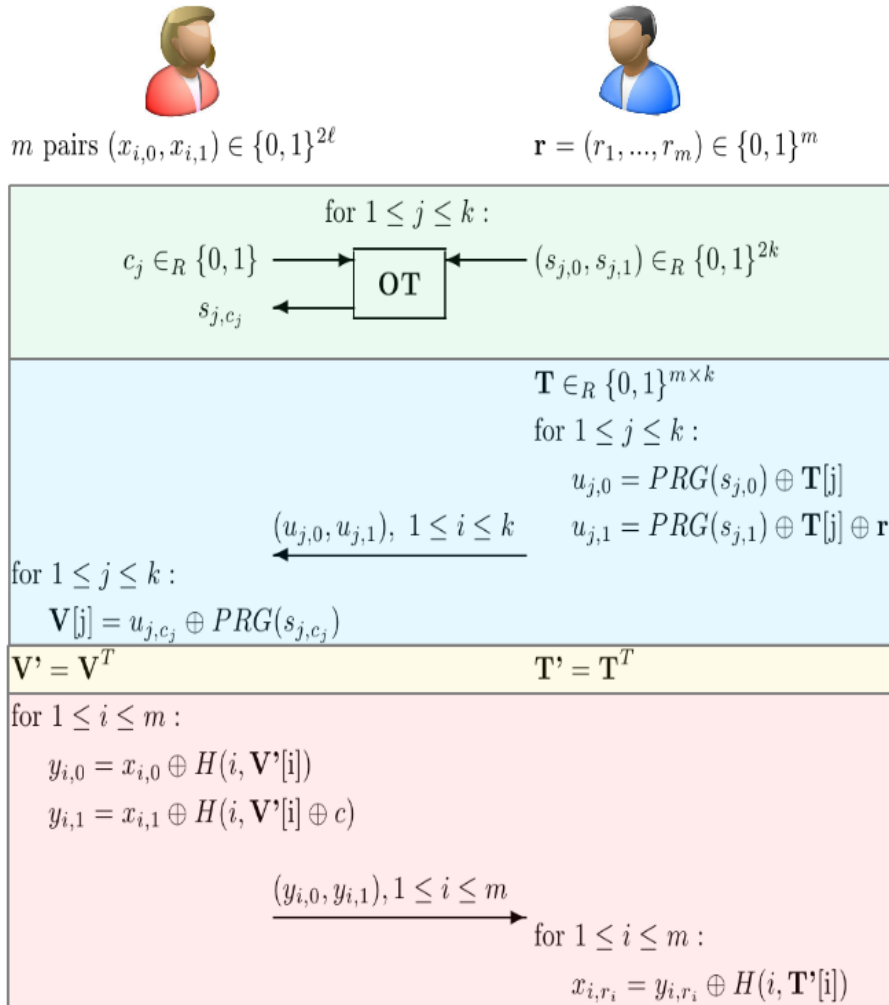 m pairs (x_{i,0}, x_{i,1}) ∈ {0, 1}^{2ℓ}
r = (r_1, ..., r_m) ∈ {0, 1}^m
for 1 ≤ j ≤ k :
c_j ∈_R {0, 1}
OT
(s_{j,0}, s_{j,1}) ∈_R {0, 1}^{2k}
s_{j,c_j}
T ∈_R {0, 1}^{m×k}
for 1 ≤ j ≤ k :
u_{j,0} = PRG(s_{j,0}) ⊕ T[j]
u_{j,1} = PRG(s_{j,1}) ⊕ T[j] ⊕ r
(u_{j,0}, u_{j,1}), 1 ≤ i ≤ k
for 1 ≤ j ≤ k :
V[j] = u_{j,c_j} ⊕ PRG(s_{j,c_j})
V' = V^T
T' = T^T
for 1 ≤ i ≤ m :
y_{i,0} = x_{i,0} ⊕ H(i, V'[i])
y_{i,1} = x_{i,1} ⊕ H(i, V'[i] ⊕ c)
(y_{i,0}, y_{i,1}), 1 ≤ i ≤ m
for 1 ≤ i ≤ m :
x_{i,r_i} = y_{i,r_i} ⊕ H(i, T'[i])